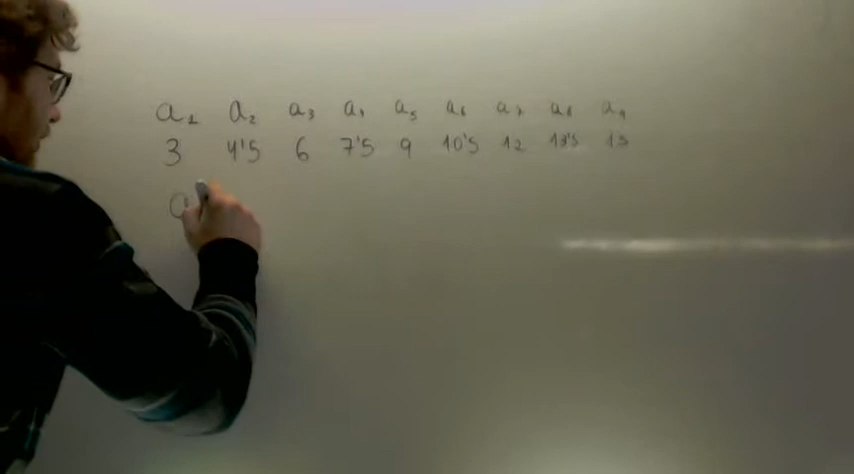 a₁ a₂ a₃ a₄ a₅ a₆ a₇ a₈ a₉
3 4'5 6 7'5 9 10'5 12 13'5 15
a